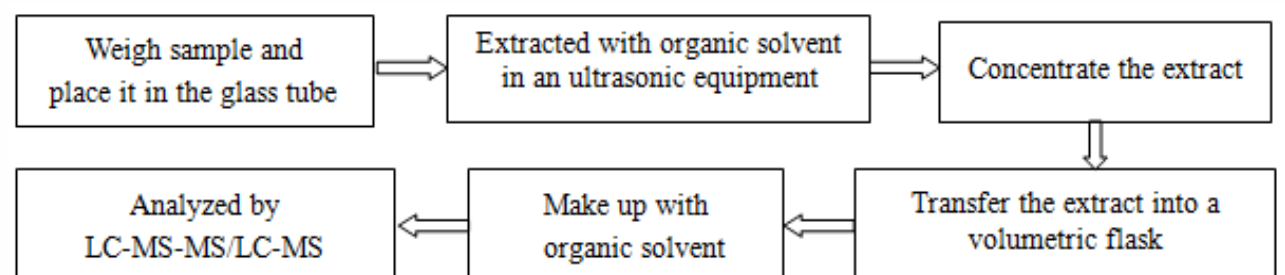 Weigh sample and
place it in the glass tube
Extracted with organic solvent
in an ultrasonic equipment
Concentrate the extract
Transfer the extract into a
volumetric flask
Make up with
organic solvent
Analyzed by
LC-MS-MS/LC-MS